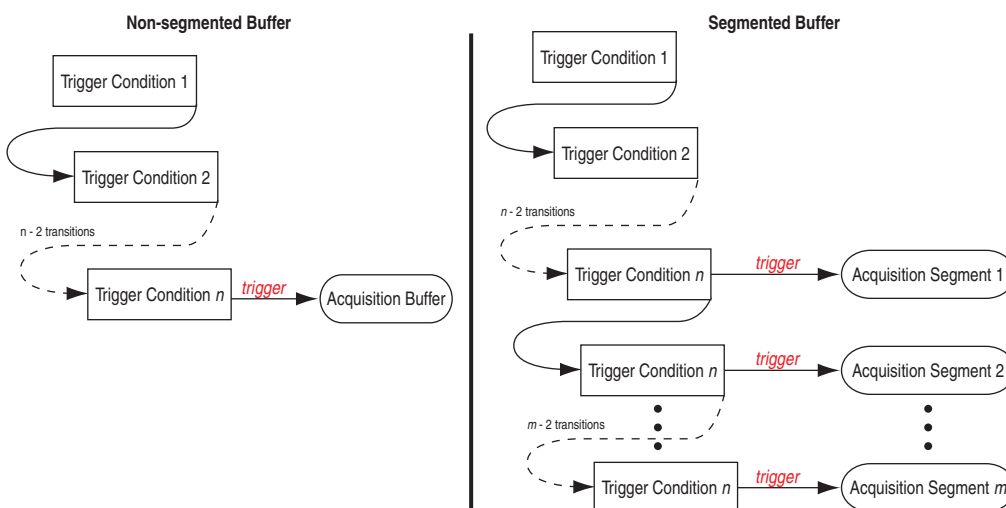 Non-segmented Buffer
Trigger Condition 1
Trigger Condition 2
n - 2 transitions
Trigger Condition n
trigger
Acquisition Buffer
Segmented Buffer
Trigger Condition 1
Trigger Condition 2
n - 2 transitions
Trigger Condition n
trigger
Acquisition Segment 1
Trigger Condition n
trigger
Acquisition Segment 2
m - 2 transitions
Trigger Condition n
trigger
Acquisition Segment m